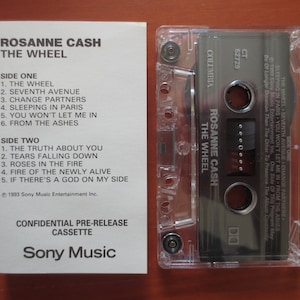 ROSANNE CASH
THE WHEEL
SIDE ONE
1. THE WHEEL
2. SEVENTH AVENUE
3. CHANGE PARTNERS
4. SLEEPING IN PARIS
5. YOU WON'T LET ME IN
6. FROM THE ASHES
SIDE TWO
1. THE TRUTH ABOUT YOU
2. TEARS FALLING DOWN
3. ROSES IN THE FIRE
4. FIRE OF THE NEWLY ALIVE
5. IF THERE'S A GOD ON MY SIDE
℗ 1993 Sony Music Entertainment Inc.
CONFIDENTIAL PRE-RELEASE
CASSETTE
Sony Music
CT
52729
COLUMBIA
ROSANNE CASH
THE WHEEL